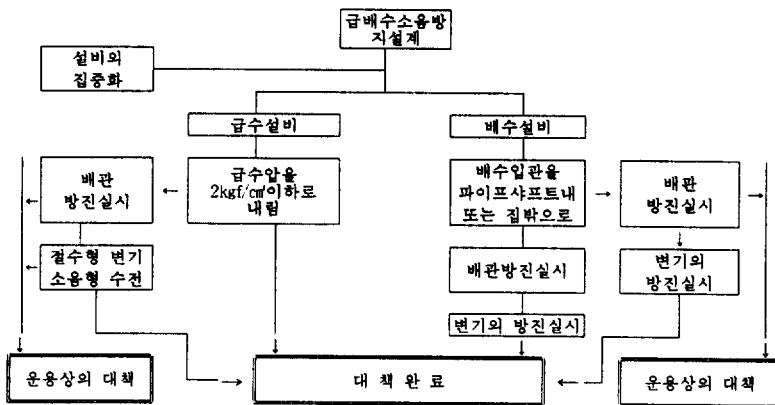 급배수소음방
지설계
설비의
집중화
급수설비
배수설비
배관
방진실시
급수압을
2kgf/㎠이하로
내림
배수입관을
파이프샤프트내
또는 집밖으로
배관
방진실시
절수형 변기
소음형 수전
배관방진실시
변기의
방진실시
변기의 방진실시
운용상의 대책
대 책 완 료
운용상의 대책